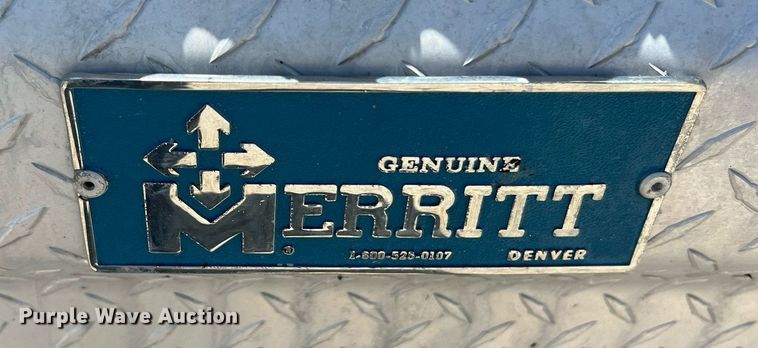 GENUINE
MERRITT
®
1-800-525-0107 DENVER
Purple Wave Auction